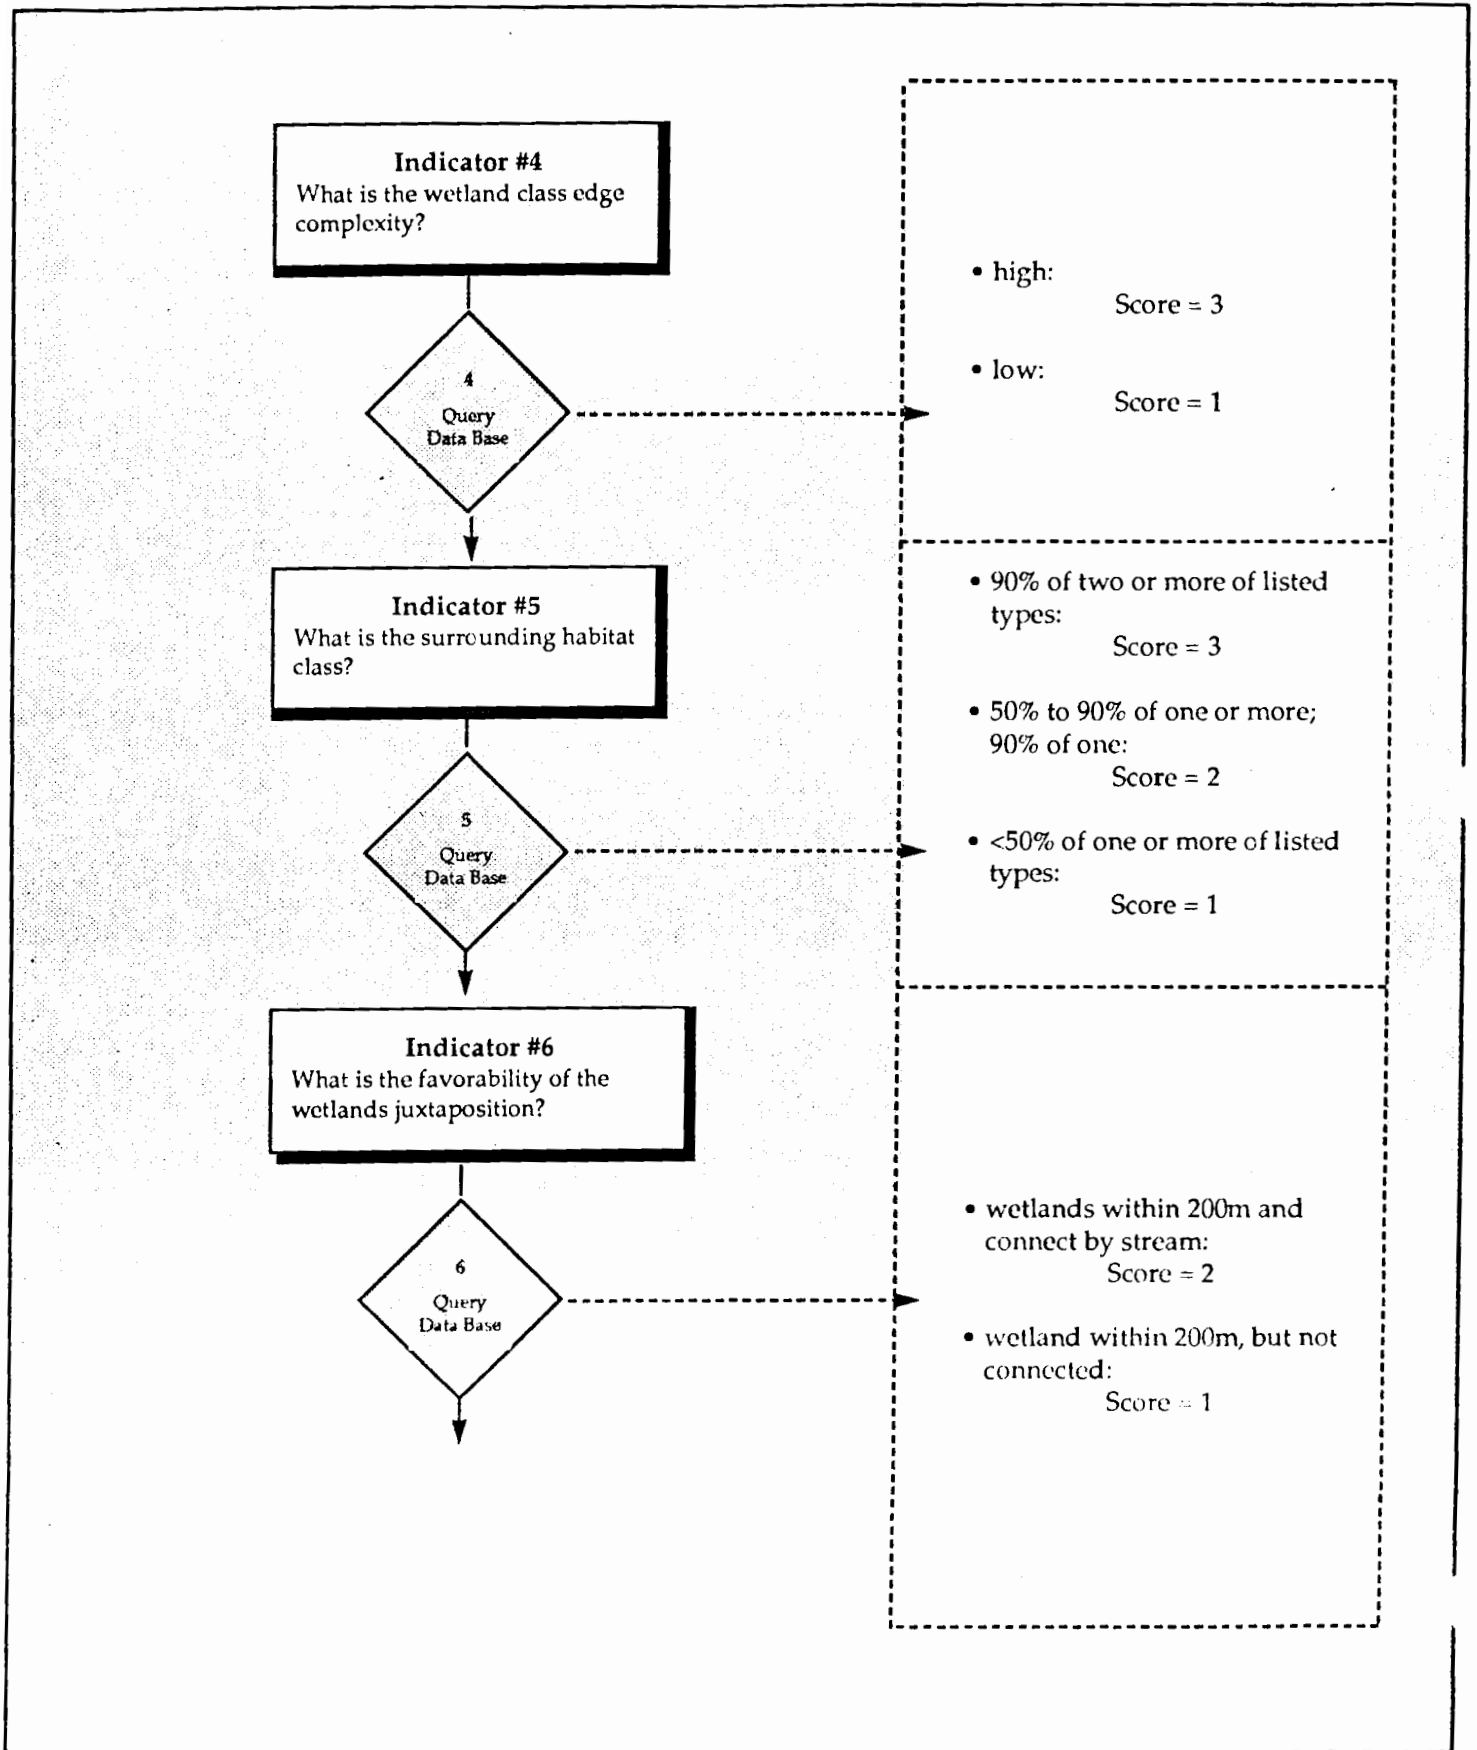 Indicator #4
What is the wetland class edge
complexity?
4
Query
Data Base
• high:
Score = 3
• low:
Score = 1
Indicator #5
What is the surrounding habitat
class?
5
Query
Data Base
• 90% of two or more of listed
types:
Score = 3
• 50% to 90% of one or more;
90% of one:
Score = 2
• <50% of one or more of listed
types:
Score = 1
Indicator #6
What is the favorability of the
wetlands juxtaposition?
6
Query
Data Base
• wetlands within 200m and
connect by stream:
Score = 2
• wetland within 200m, but not
connected:
Score = 1